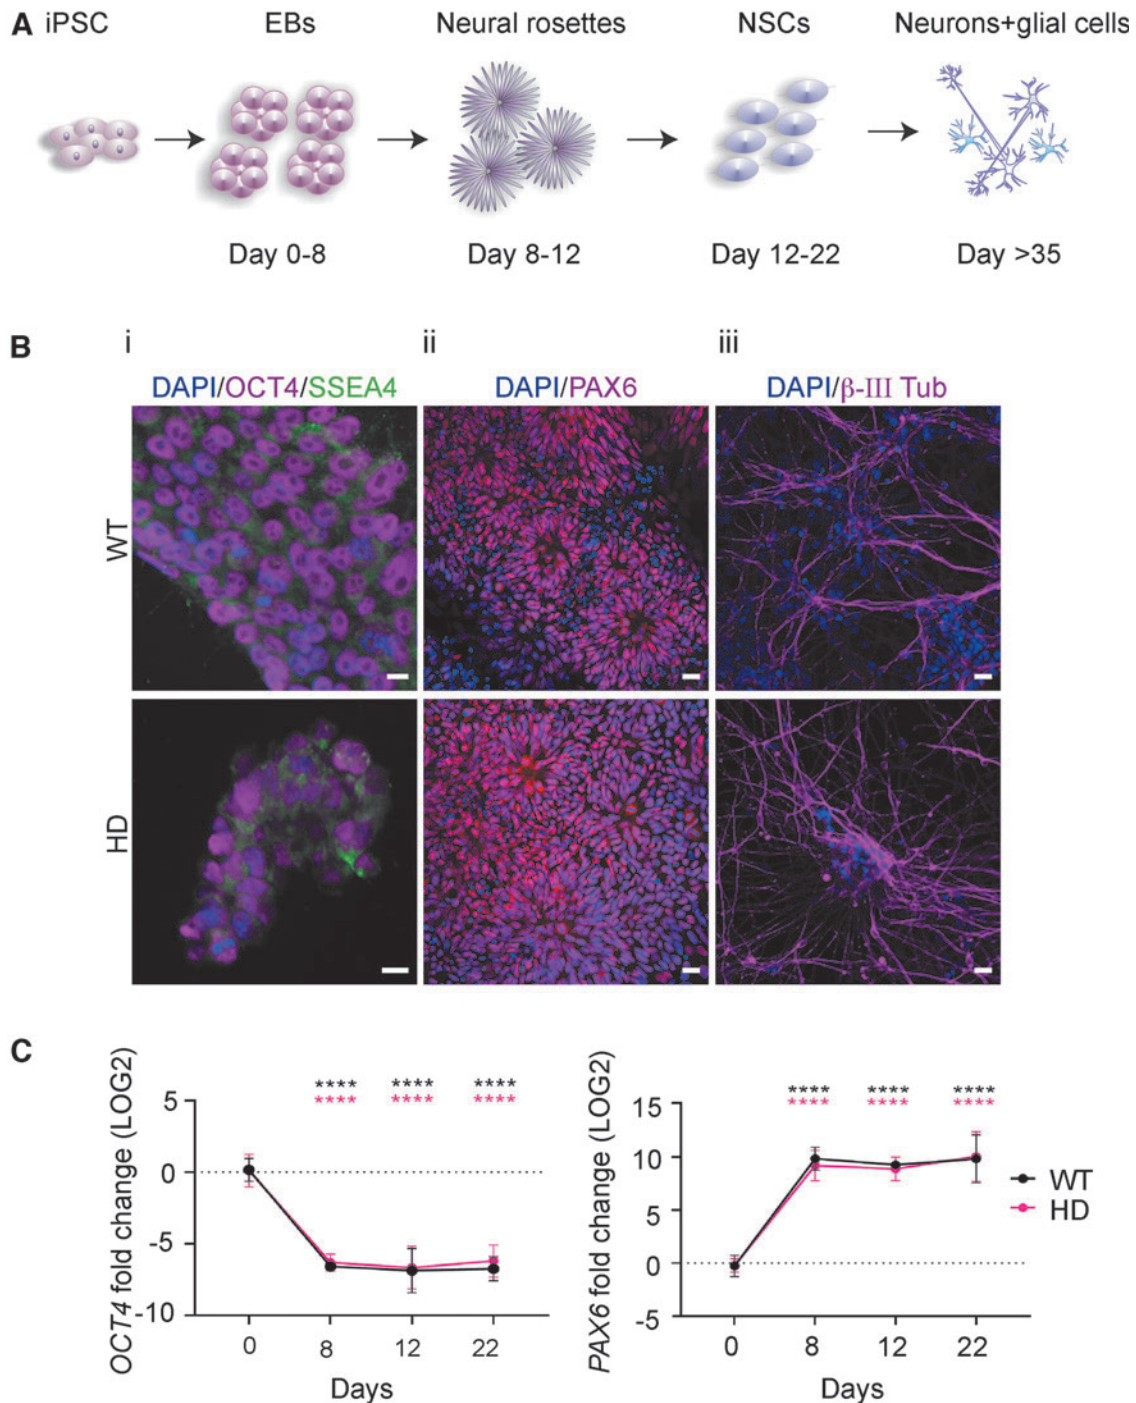 A iPSC EBs Neural rosettes NSCs Neurons+glial cells
Day 0-8 Day 8-12 Day 12-22 Day >35
B i ii iii
DAPI/OCT4/SSEA4 DAPI/PAX6 DAPI/β-III Tub
WT
HD
C
OCT4 fold change (LOG2)
**** **** ****
**** **** ****
5
0
-5
-10
0 8 12 22
Days
PAX6 fold change (LOG2)
**** **** ****
**** **** ****
15
10
5
0
-5
0 8 12 22
Days
WT
HD